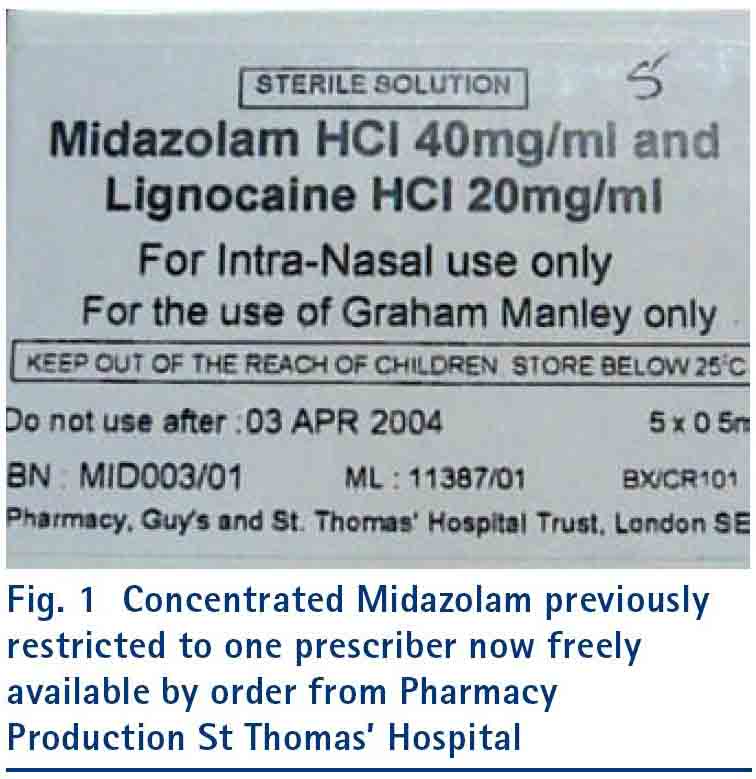 5
STERILE SOLUTION
Midazolam HCl 40mg/ml and
Lignocaine HCl 20mg/ml
For Intra-Nasal use only
For the use of Graham Manley only
KEEP OUT OF THE REACH OF CHILDREN STORE BELOW 25°C
Do not use after :03 APR 2004 5 x 0 5m
BN : MID003/01 ML : 11387/01 BX/CR101
Pharmacy, Guy's and St. Thomas' Hospital Trust, London SE
Fig. 1 Concentrated Midazolam previously
restricted to one prescriber now freely
available by order from Pharmacy
Production St Thomas' Hospital